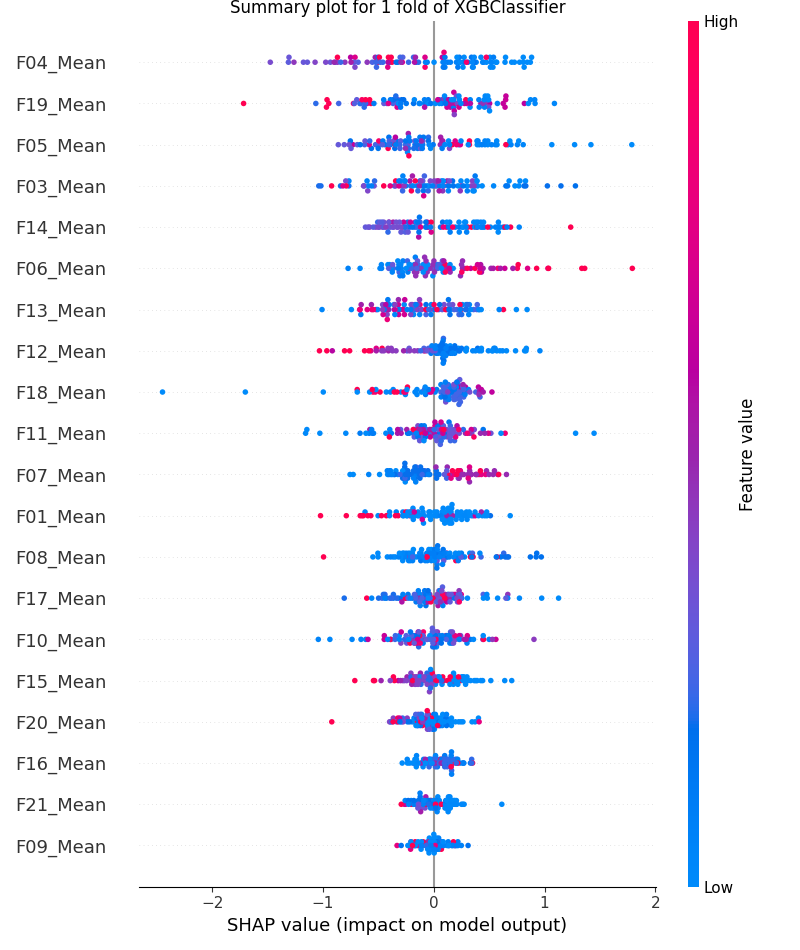 Summary plot for 1 fold of XGBClassifier
High
F04_Mean
F19_Mean
F05_Mean
F03_Mean
F14_Mean
F06_Mean
F13_Mean
F12_Mean
F18_Mean
F11_Mean
F07_Mean
F01_Mean
F08_Mean
F17_Mean
F10_Mean
F15_Mean
F20_Mean
F16_Mean
F21_Mean
F09_Mean
Feature value
Low
−2 −1 0 1 2
SHAP value (impact on model output)